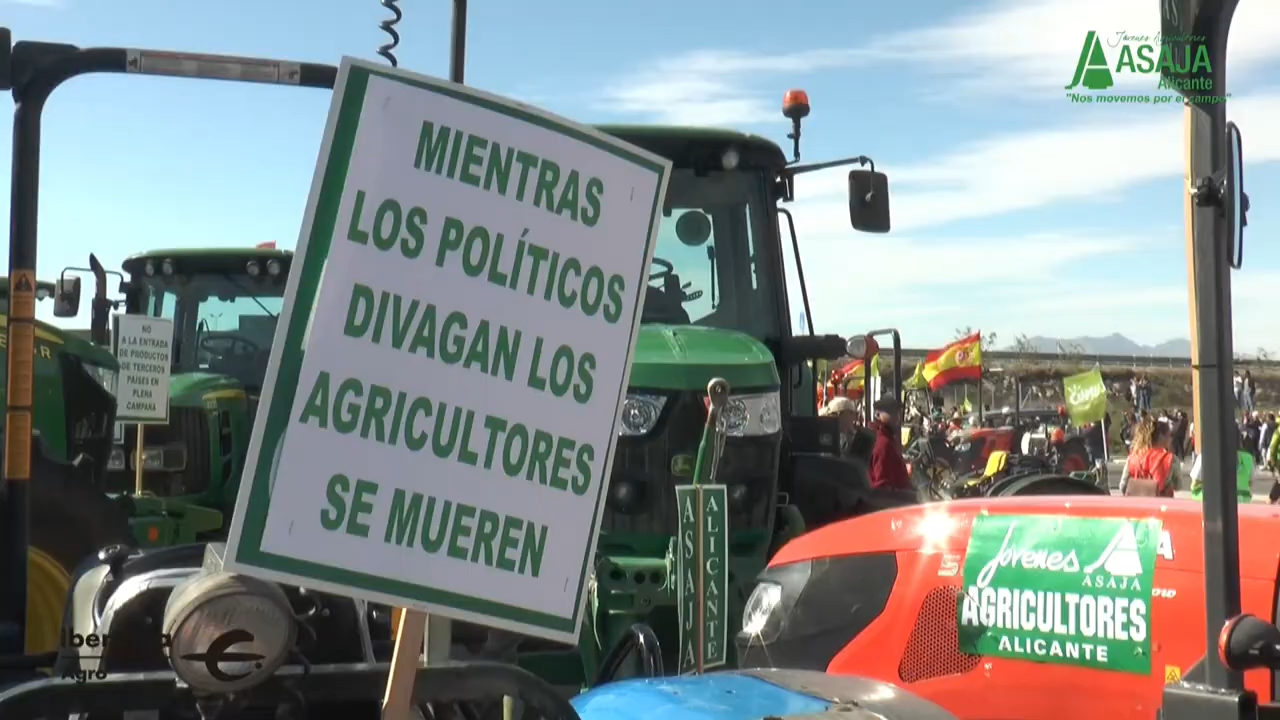 Jóvenes Agricultores
ASAJA
Alicante
"Nos movemos por el campo"
MIENTRAS
LOS POLÍTICOS
DIVAGAN LOS
AGRICULTORES
SE MUEREN
NO
A LA ENTRADA
DE PRODUCTOS
DE TERCEROS
PAÍSES EN
PLENA
CAMPAÑA
ASAJA
ALICANTE
Jóvenes
ASAJA
AGRICULTORES
ALICANTE
Agro